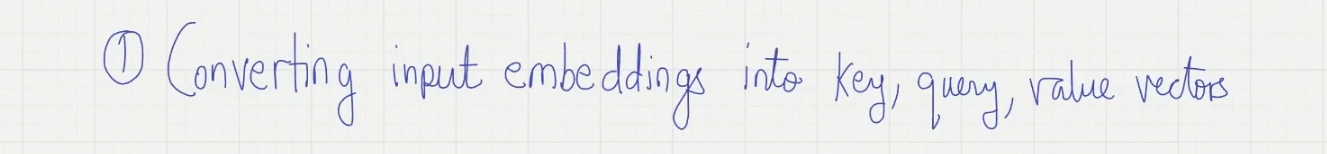 ① Converting input embeddings into key, query, value vectors